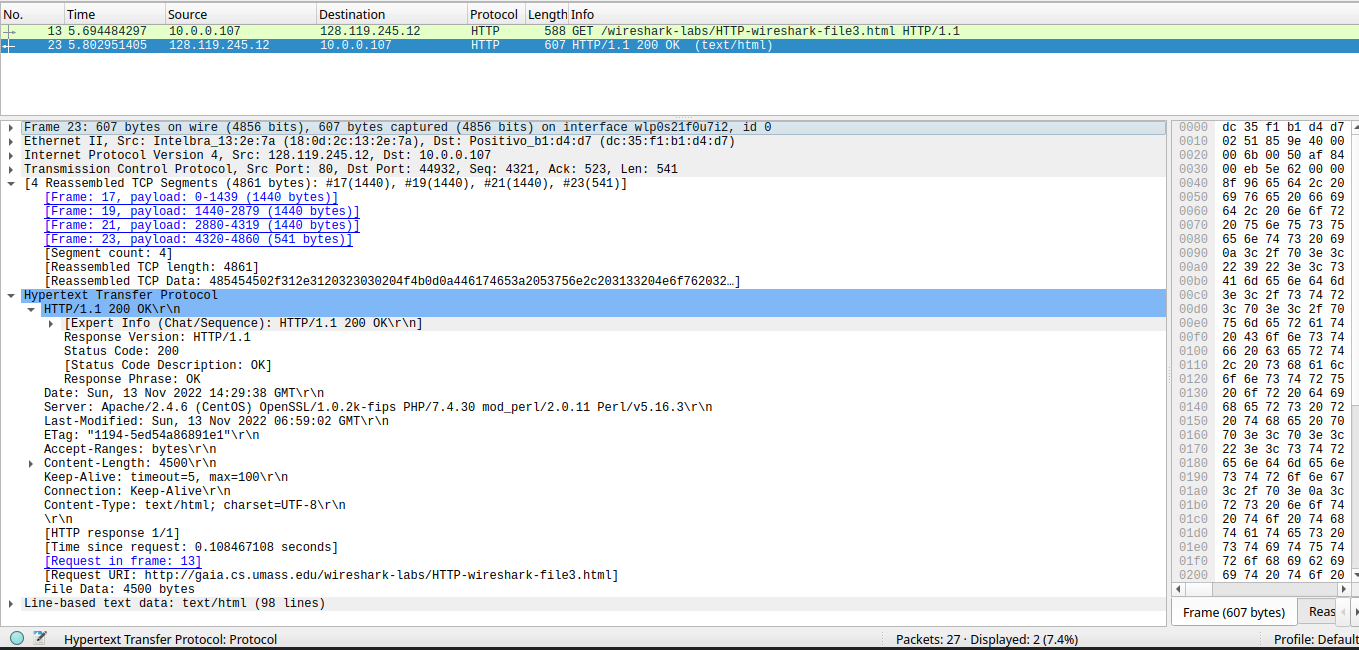 No. Time Source Destination Protocol Length Info
13 5.694484297 10.0.0.107 128.119.245.12 HTTP 588 GET /wireshark-labs/HTTP-wireshark-file3.html HTTP/1.1
23 5.802951405 128.119.245.12 10.0.0.107 HTTP 607 HTTP/1.1 200 OK (text/html)
Frame 23: 607 bytes on wire (4856 bits), 607 bytes captured (4856 bits) on interface wlp0s21f0u7i2, id 0
Ethernet II, Src: Intelbra_13:2e:7a (18:0d:2c:13:2e:7a), Dst: Positivo_b1:d4:d7 (dc:35:f1:b1:d4:d7)
Internet Protocol Version 4, Src: 128.119.245.12, Dst: 10.0.0.107
Transmission Control Protocol, Src Port: 80, Dst Port: 44932, Seq: 4321, Ack: 523, Len: 541
[4 Reassembled TCP Segments (4861 bytes): #17(1440), #19(1440), #21(1440), #23(541)]
[Frame: 17, payload: 0-1439 (1440 bytes)]
[Frame: 19, payload: 1440-2879 (1440 bytes)]
[Frame: 21, payload: 2880-4319 (1440 bytes)]
[Frame: 23, payload: 4320-4860 (541 bytes)]
[Segment count: 4]
[Reassembled TCP length: 4861]
[Reassembled TCP Data: 485454502f312e3120323030204f4b0d0a446174653a2053756e2c203133204e6f762032…]
Hypertext Transfer Protocol
HTTP/1.1 200 OK\r\n
[Expert Info (Chat/Sequence): HTTP/1.1 200 OK\r\n]
Response Version: HTTP/1.1
Status Code: 200
[Status Code Description: OK]
Response Phrase: OK
Date: Sun, 13 Nov 2022 14:29:38 GMT\r\n
Server: Apache/2.4.6 (CentOS) OpenSSL/1.0.2k-fips PHP/7.4.30 mod_perl/2.0.11 Perl/v5.16.3\r\n
Last-Modified: Sun, 13 Nov 2022 06:59:02 GMT\r\n
ETag: "1194-5ed54a86891e1"\r\n
Accept-Ranges: bytes\r\n
Content-Length: 4500\r\n
Keep-Alive: timeout=5, max=100\r\n
Connection: Keep-Alive\r\n
Content-Type: text/html; charset=UTF-8\r\n
\r\n
[HTTP response 1/1]
[Time since request: 0.108467108 seconds]
[Request in frame: 13]
[Request URI: http://gaia.cs.umass.edu/wireshark-labs/HTTP-wireshark-file3.html]
File Data: 4500 bytes
Line-based text data: text/html (98 lines)
0000 dc 35 f1 b1 d4 d7
0010 02 51 85 9e 40 00
0020 00 6b 00 50 af 84
0030 00 eb 5e 62 00 00
0040 8f 96 65 64 2c 20
0050 69 76 65 20 66 69
0060 64 2c 20 6e 6f 72
0070 20 75 6e 75 73 75
0080 65 6e 74 73 20 69
0090 0a 3c 2f 70 3e 3c
00a0 22 39 22 3e 3c 73
00b0 41 6d 65 6e 64 6d
00c0 3e 3c 2f 73 74 72
00d0 3c 70 3e 3c 2f 70
00e0 75 6d 65 72 61 74
00f0 20 43 6f 6e 73 74
0100 66 20 63 65 72 74
0110 2c 20 73 68 61 6c
0120 6f 6e 73 74 72 75
0130 20 6f 72 20 64 69
0140 68 65 72 73 20 72
0150 20 74 68 65 20 70
0160 70 3e 3c 70 3e 3c
0170 22 3e 3c 73 74 72
0180 65 6e 64 6d 65 6e
0190 73 74 72 6f 6e 67
01a0 3c 2f 70 3e 0a 3c
01b0 72 73 20 6e 6f 74
01c0 20 74 6f 20 74 68
01d0 74 61 74 65 73 20
01e0 73 74 69 74 75 74
01f0 72 6f 68 69 62 69
0200 69 74 20 74 6f 20
Frame (607 bytes) Reas
Hypertext Transfer Protocol: Protocol Packets: 27 · Displayed: 2 (7.4%) Profile: Default